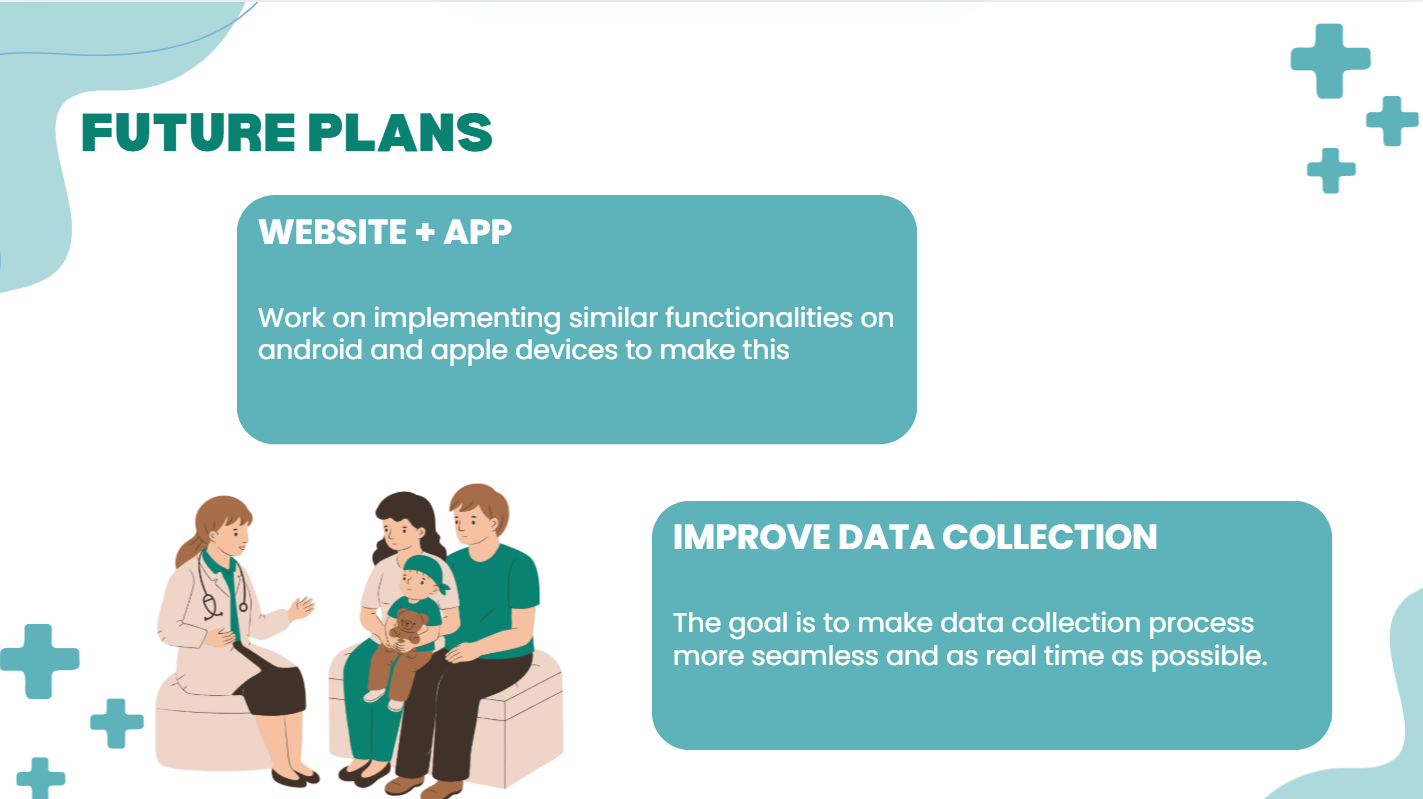 FUTURE PLANS
WEBSITE + APP
Work on implementing similar functionalities on
android and apple devices to make this
IMPROVE DATA COLLECTION
The goal is to make data collection process
more seamless and as real time as possible.